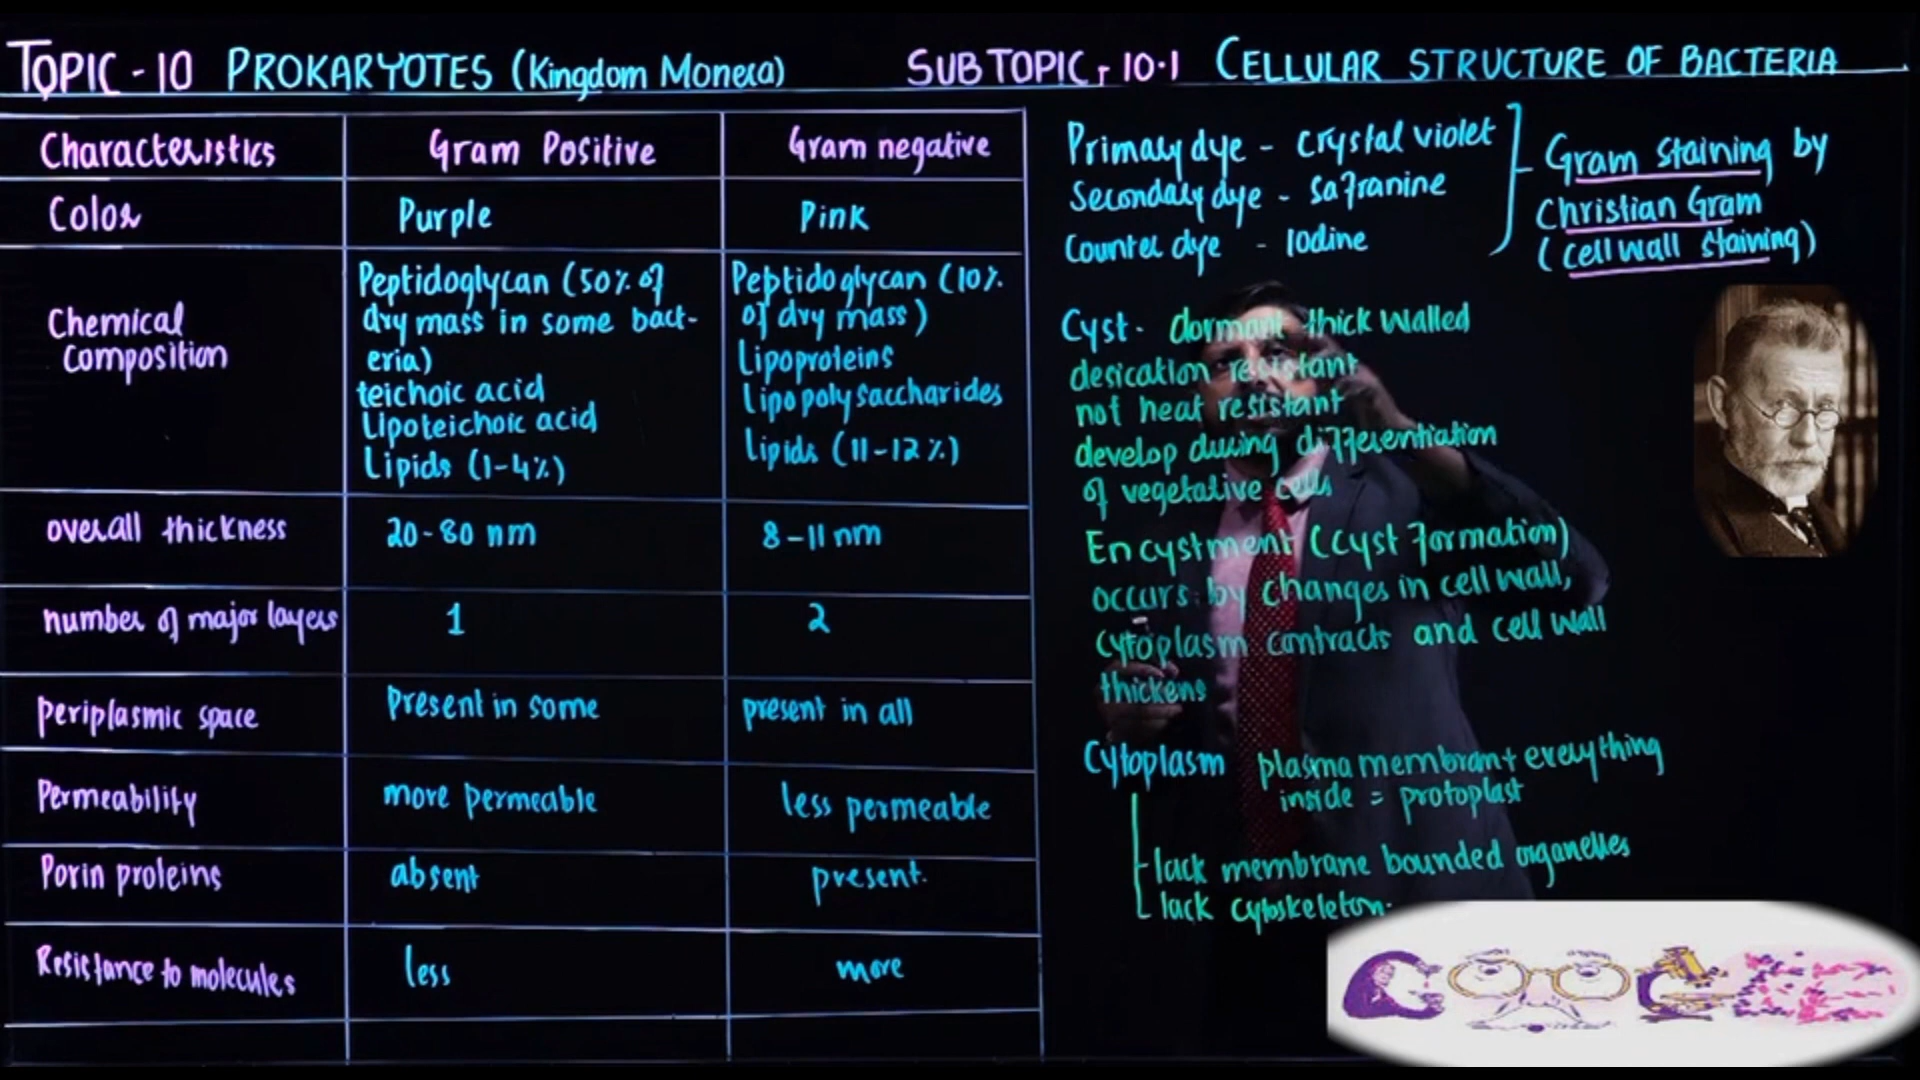 TOPIC - 10 PROKARYOTES (Kingdom Monera) SUB TOPIC - 10.1 CELLULAR STRUCTURE OF BACTERIA
Characteristics Gram Positive Gram negative
Color Purple Pink
Chemical Composition
Peptidoglycan (50% of
dry mass in some bact-
eria)
teichoic acid
Lipoteichoic acid
Lipids (1-4%)
Peptidoglycan (10%
of dry mass)
Lipoproteins
Lipopolysaccharides
Lipids (11-12%)
overall thickness 20-80 nm 8-11 nm
number of major layers 1 2
periplasmic space present in some present in all
Permeability more permeable less permeable
Porin proteins absent present.
Resistance to molecules less more
Primary dye - crystal violet
Secondary dye - safranine
Counter dye - Iodine
Gram staining by
Christian Gram
(cell wall staining)
Cyst - dormant thick walled
desication resistant
not heat resistant
develop during differentiation
of vegetative cells
Encystment (cyst formation)
occurs by changes in cell wall,
cytoplasm contracts and cell wall
thickens
Cytoplasm plasma membran+ everything
inside = protoplast
lack membrane bounded organelles
lack cytoskeleton.